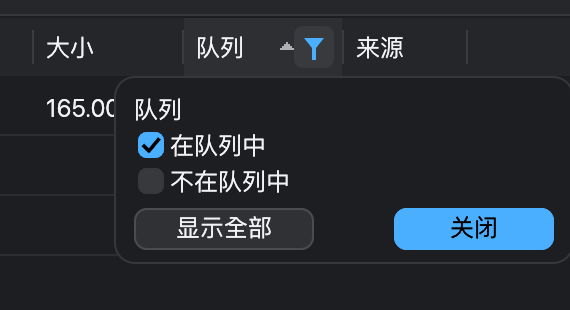 大小 队列 来源
165.00
队列
在队列中
不在队列中
显示全部 关闭